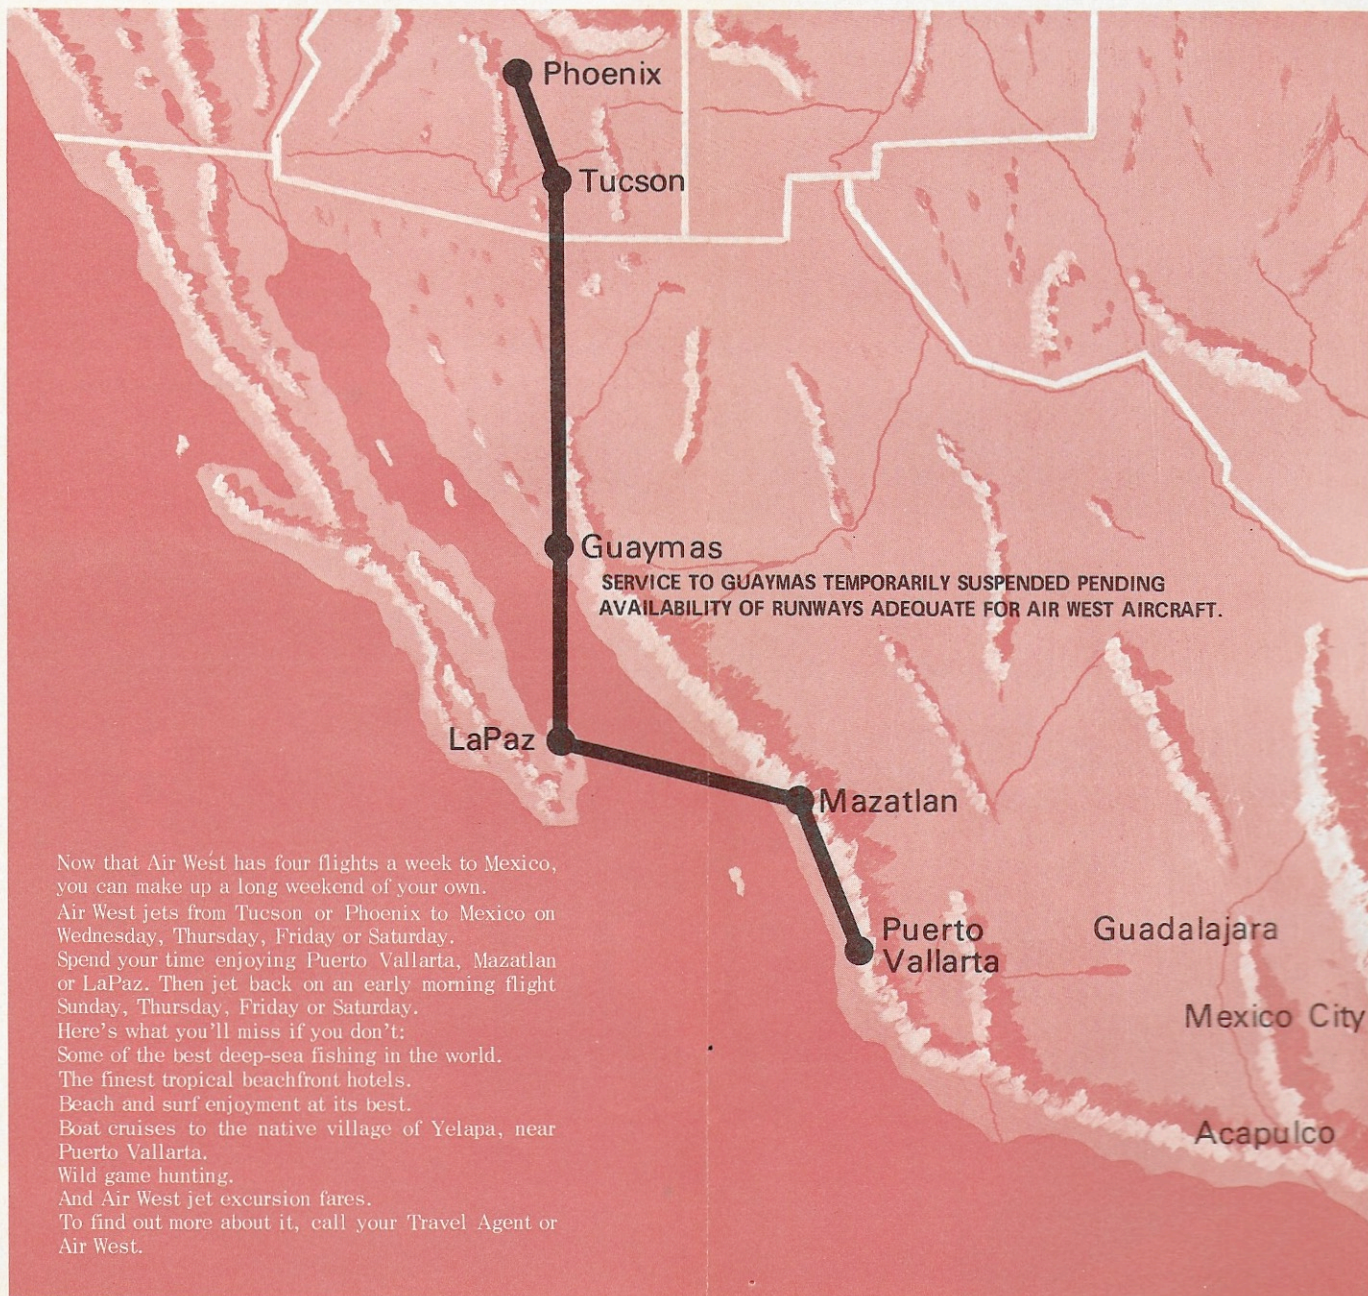 Phoenix
Tucson
Guaymas
SERVICE TO GUAYMAS TEMPORARILY SUSPENDED PENDING
AVAILABILITY OF RUNWAYS ADEQUATE FOR AIR WEST AIRCRAFT.
LaPaz
Mazatlan
Puerto
Vallarta
Guadalajara
Mexico City
Acapulco
Now that Air West has four flights a week to Mexico,
you can make up a long weekend of your own.
Air West jets from Tucson or Phoenix to Mexico on
Wednesday, Thursday, Friday or Saturday.
Spend your time enjoying Puerto Vallarta, Mazatlan
or LaPaz. Then jet back on an early morning flight
Sunday, Thursday, Friday or Saturday.
Here's what you'll miss if you don't:
Some of the best deep-sea fishing in the world.
The finest tropical beachfront hotels.
Beach and surf enjoyment at its best.
Boat cruises to the native village of Yelapa, near
Puerto Vallarta.
Wild game hunting.
And Air West jet excursion fares.
To find out more about it, call your Travel Agent or
Air West.